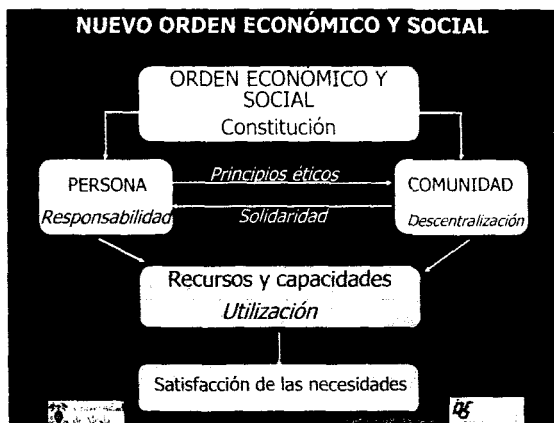 NUEVO ORDEN ECONÓMICO Y SOCIAL
ORDEN ECONÓMICO Y
SOCIAL
Constitución
PERSONA
Responsabilidad
Principios éticos
Solidaridad
COMUNIDAD
Descentralización
Recursos y capacidades
Utilización
Satisfacción de las necesidades